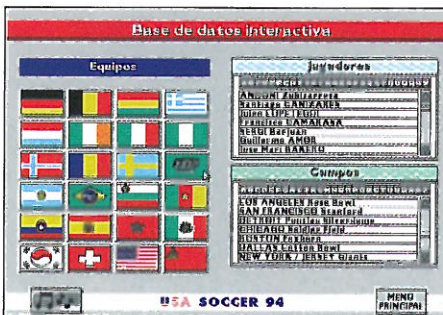 Base de datos interactiva
Equipos
Jugadores
ANDONI Zubizarreta
Santiago CANIZARES
Julen LOPETEGUI
Francisco CAMARASA
SERGI Barjuan
Guillermo AMOR
Jose Mari BAKERO
Campos
LOS ANGELES Rose Bowl
SAN FRANCISCO Stanford
DETROIT Pontiac Silverdome
CHICAGO Soldier Field
BOSTON Foxboro
DALLAS Cotton Bowl
NEW YORK / JERSEY Giants
USA SOCCER 94
MENU
PRINCIPAL